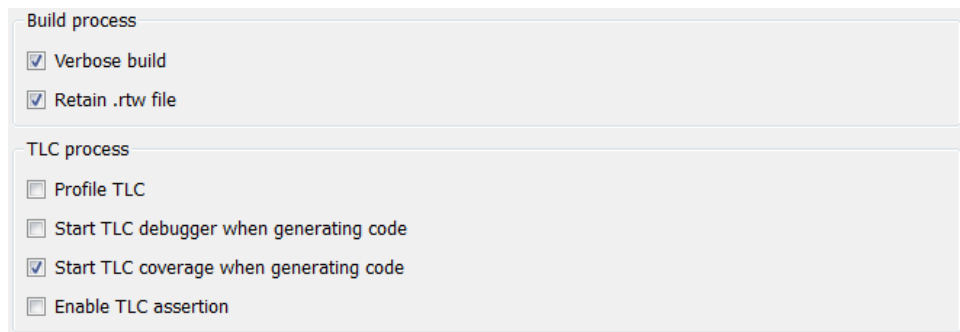 Build process
Verbose build
Retain .rtw file
TLC process
Profile TLC
Start TLC debugger when generating code
Start TLC coverage when generating code
Enable TLC assertion